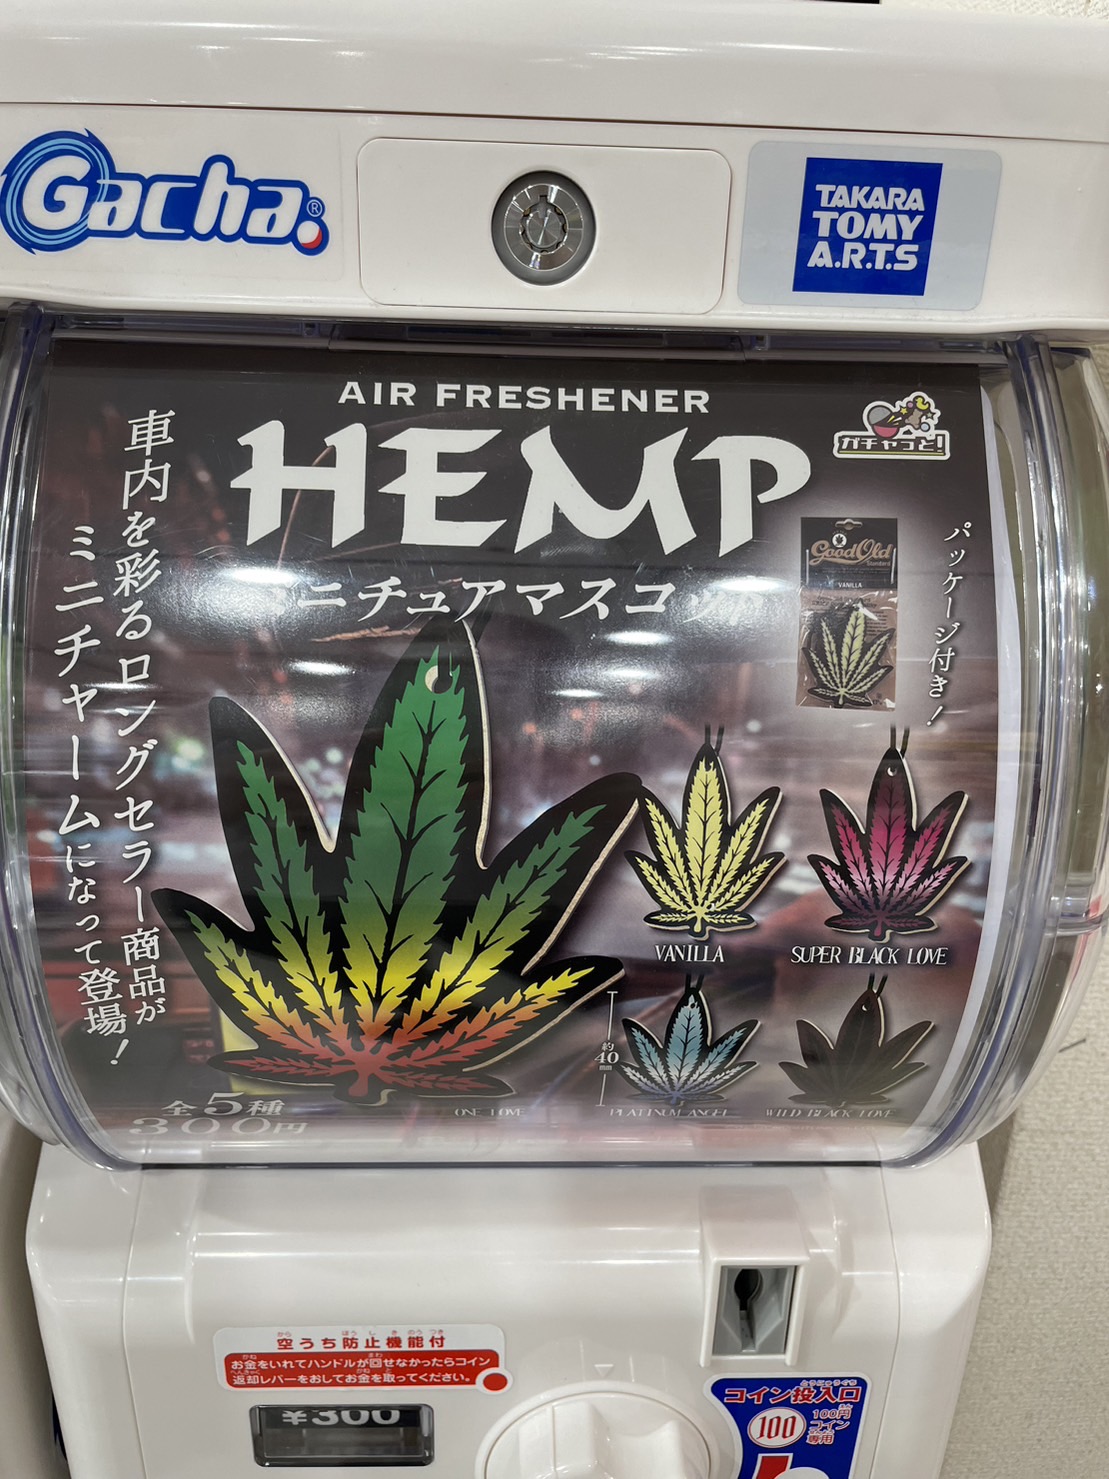 Gacha.®
TAKARA
TOMY
A.R.T.S
AIR FRESHENER
HEMP
ミニチュアマスコット
ガチャっと!
車内を彩るロングセラー商品が
ミニチャームになって登場!
パッケージ付き!
GoodOld
Standard
VANILLA
VANILLA
SUPER BLACK LOVE
約
40
mm
ONE LOVE
PLATINUM ANGEL
WILD BLACK LOVE
全5種
300円
空うち防止機能付
お金をいれてハンドルが回せなかったらコイン
返却レバーをおしてお金を取ってください。
¥300
コイン投入口
100
100円
コイン
専用